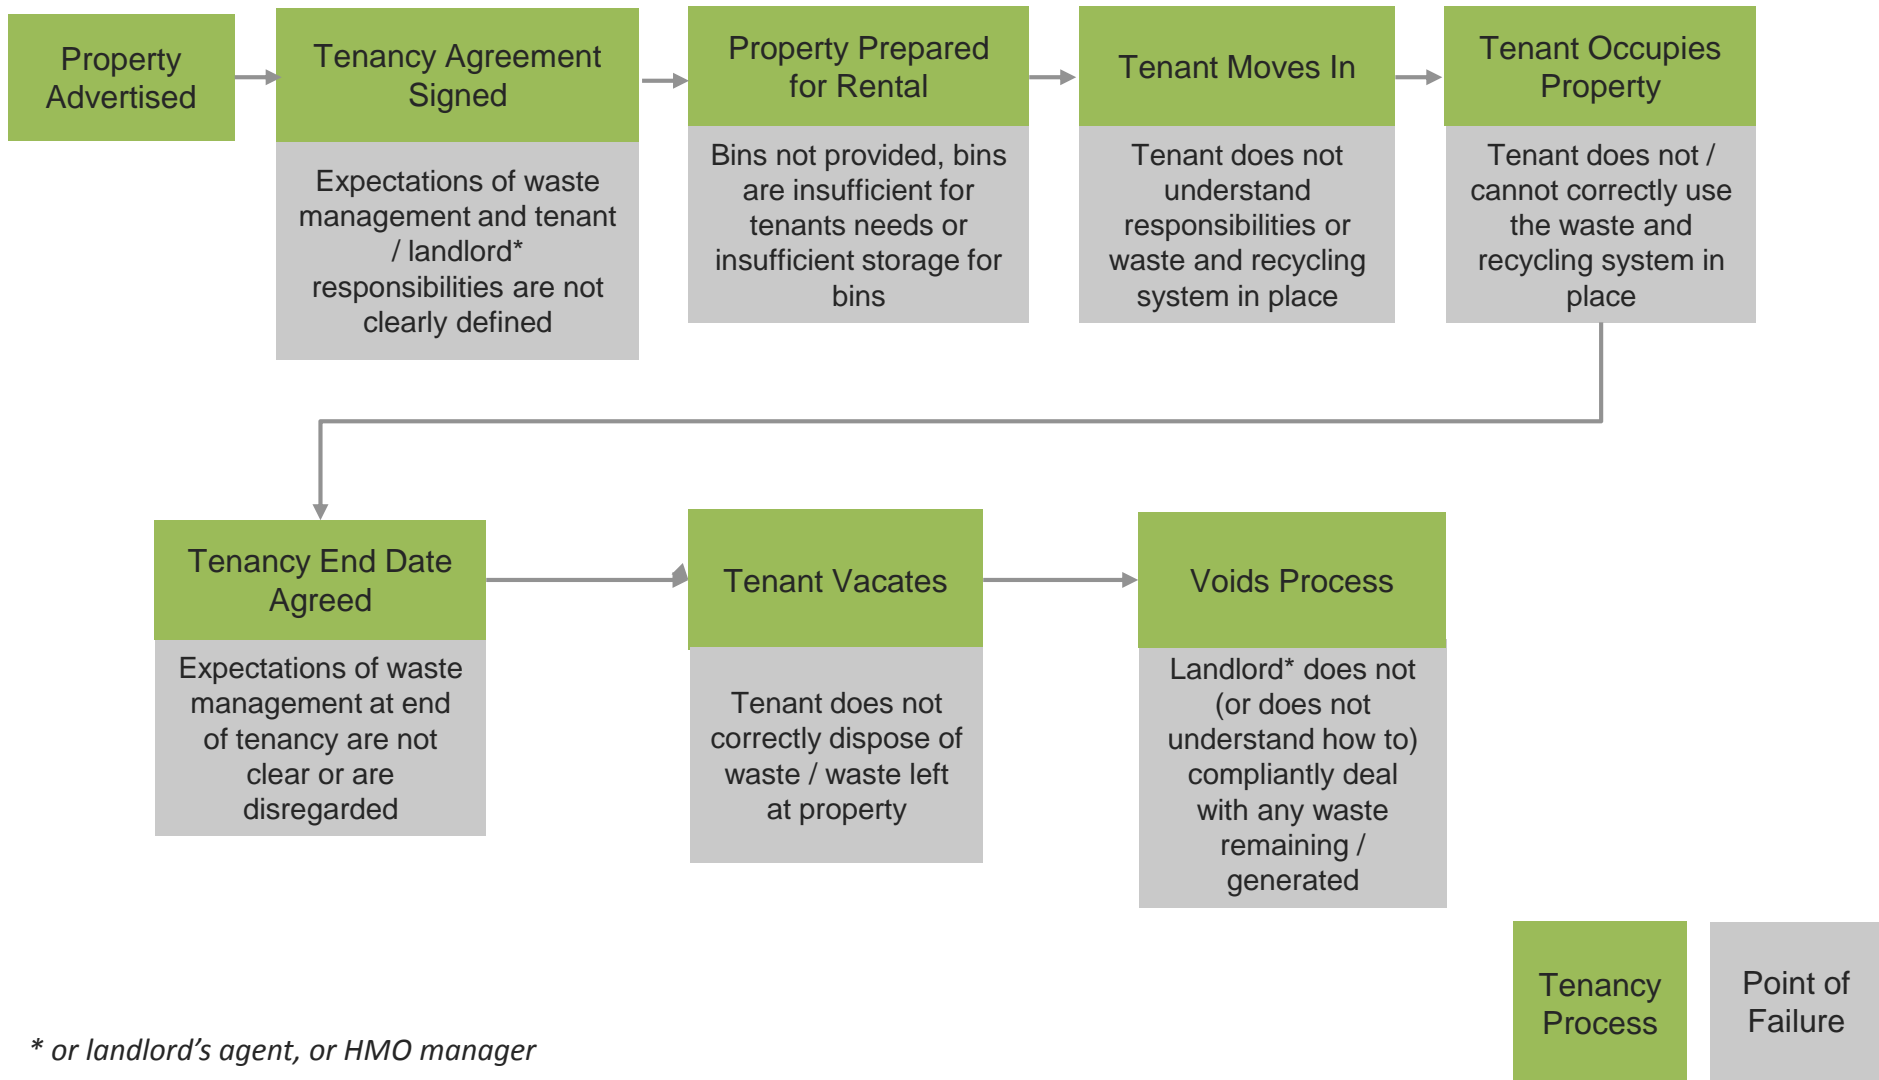 Property
Advertised
Tenancy Agreement
Signed
Expectations of waste
management and tenant
/ landlord*
responsibilities are not
clearly defined
Property Prepared
for Rental
Bins not provided, bins
are insufficient for
tenants needs or
insufficient storage for
bins
Tenant Moves In
Tenant does not
understand
responsibilities or
waste and recycling
system in place
Tenant Occupies
Property
Tenant does not /
cannot correctly use
the waste and
recycling system in
place
Tenancy End Date
Agreed
Expectations of waste
management at end
of tenancy are not
clear or are
disregarded
Tenant Vacates
Tenant does not
correctly dispose of
waste / waste left
at property
Voids Process
Landlord* does not
(or does not
understand how to)
compliantly deal
with any waste
remaining /
generated
Tenancy
Process
Point of
Failure
* or landlord’s agent, or HMO manager